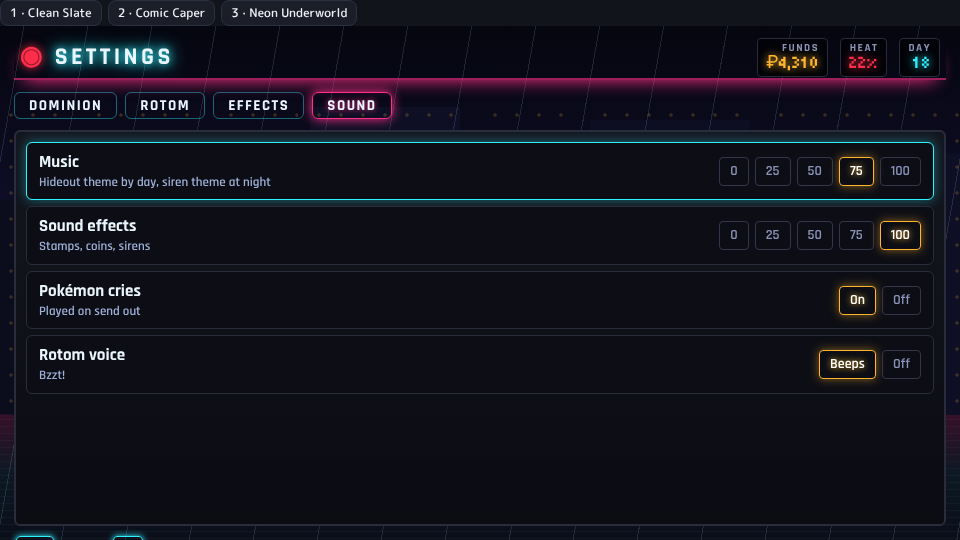 1 · Clean Slate
2 · Comic Caper
3 · Neon Underworld
SETTINGS
FUNDS
₽4,310
HEAT
22%
DAY
18
DOMINION
ROTOM
EFFECTS
SOUND
Music
Hideout theme by day, siren theme at night
0 25 50 75 100
Sound effects
Stamps, coins, sirens
0 25 50 75 100
Pokémon cries
Played on send out
On Off
Rotom voice
Bzzt!
Beeps Off